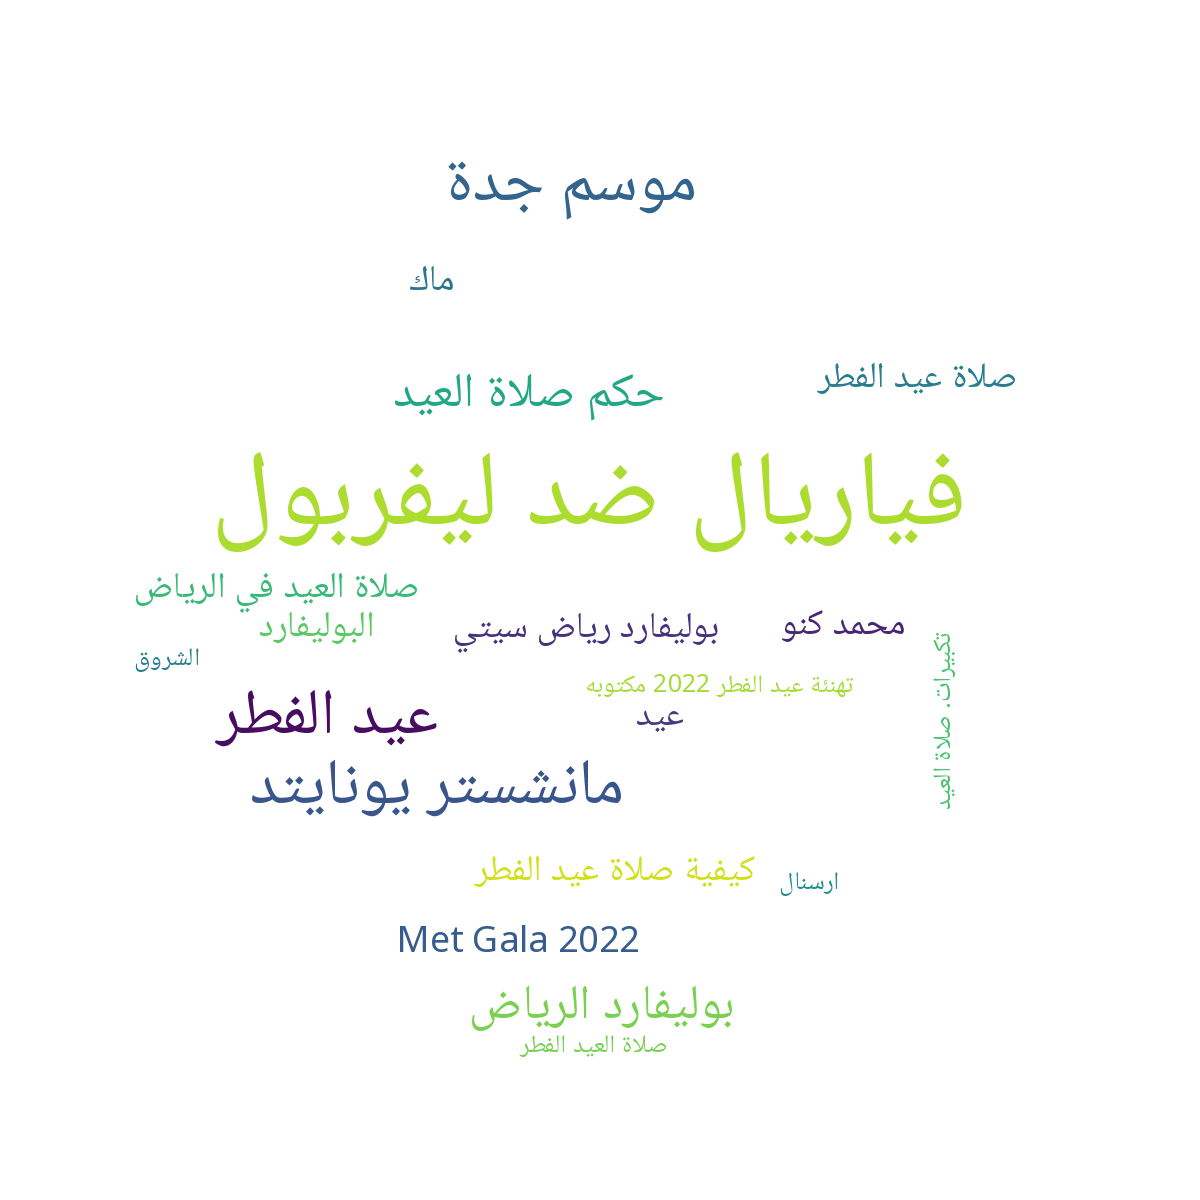 موسم جدة
ماك
صلاة عيد الفطر
حكم صلاة العيد
فياريال ضد ليفربول
صلاة العيد في الرياض
محمد كنو
بوليفارد رياض سيتي
البوليفارد
تكبيرات. صلاة العيد
الشروق
تهنئة عيد الفطر 2022 مكتوبه
عيد
عيد الفطر
مانشستر يونايتد
كيفية صلاة عيد الفطر
ارسنال
Met Gala 2022
بوليفارد الرياض
صلاة العيد الفطر